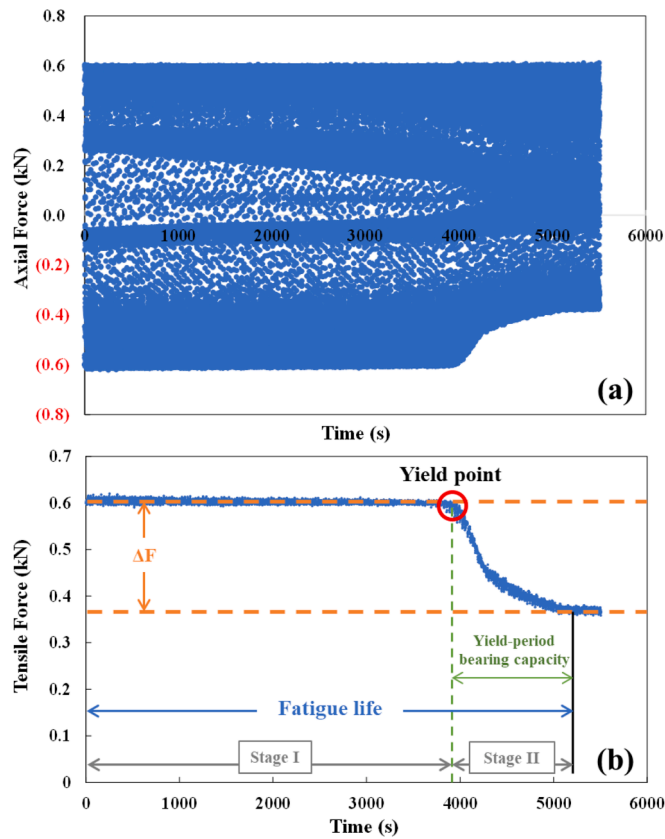 0.8
0.6
0.4
0.2
0.0
(0.2)
(0.4)
(0.6)
(0.8)
Axial Force (kN)
0 1000 2000 3000 4000 5000 6000
(a)
Time (s)
0.7
0.6
0.5
0.4
0.3
0.2
0.1
0
Tensile Force (kN)
Yield point
ΔF
Yield-period
bearing capacity
Fatigue life
Stage I
Stage II
(b)
0 1000 2000 3000 4000 5000 6000
Time (s)